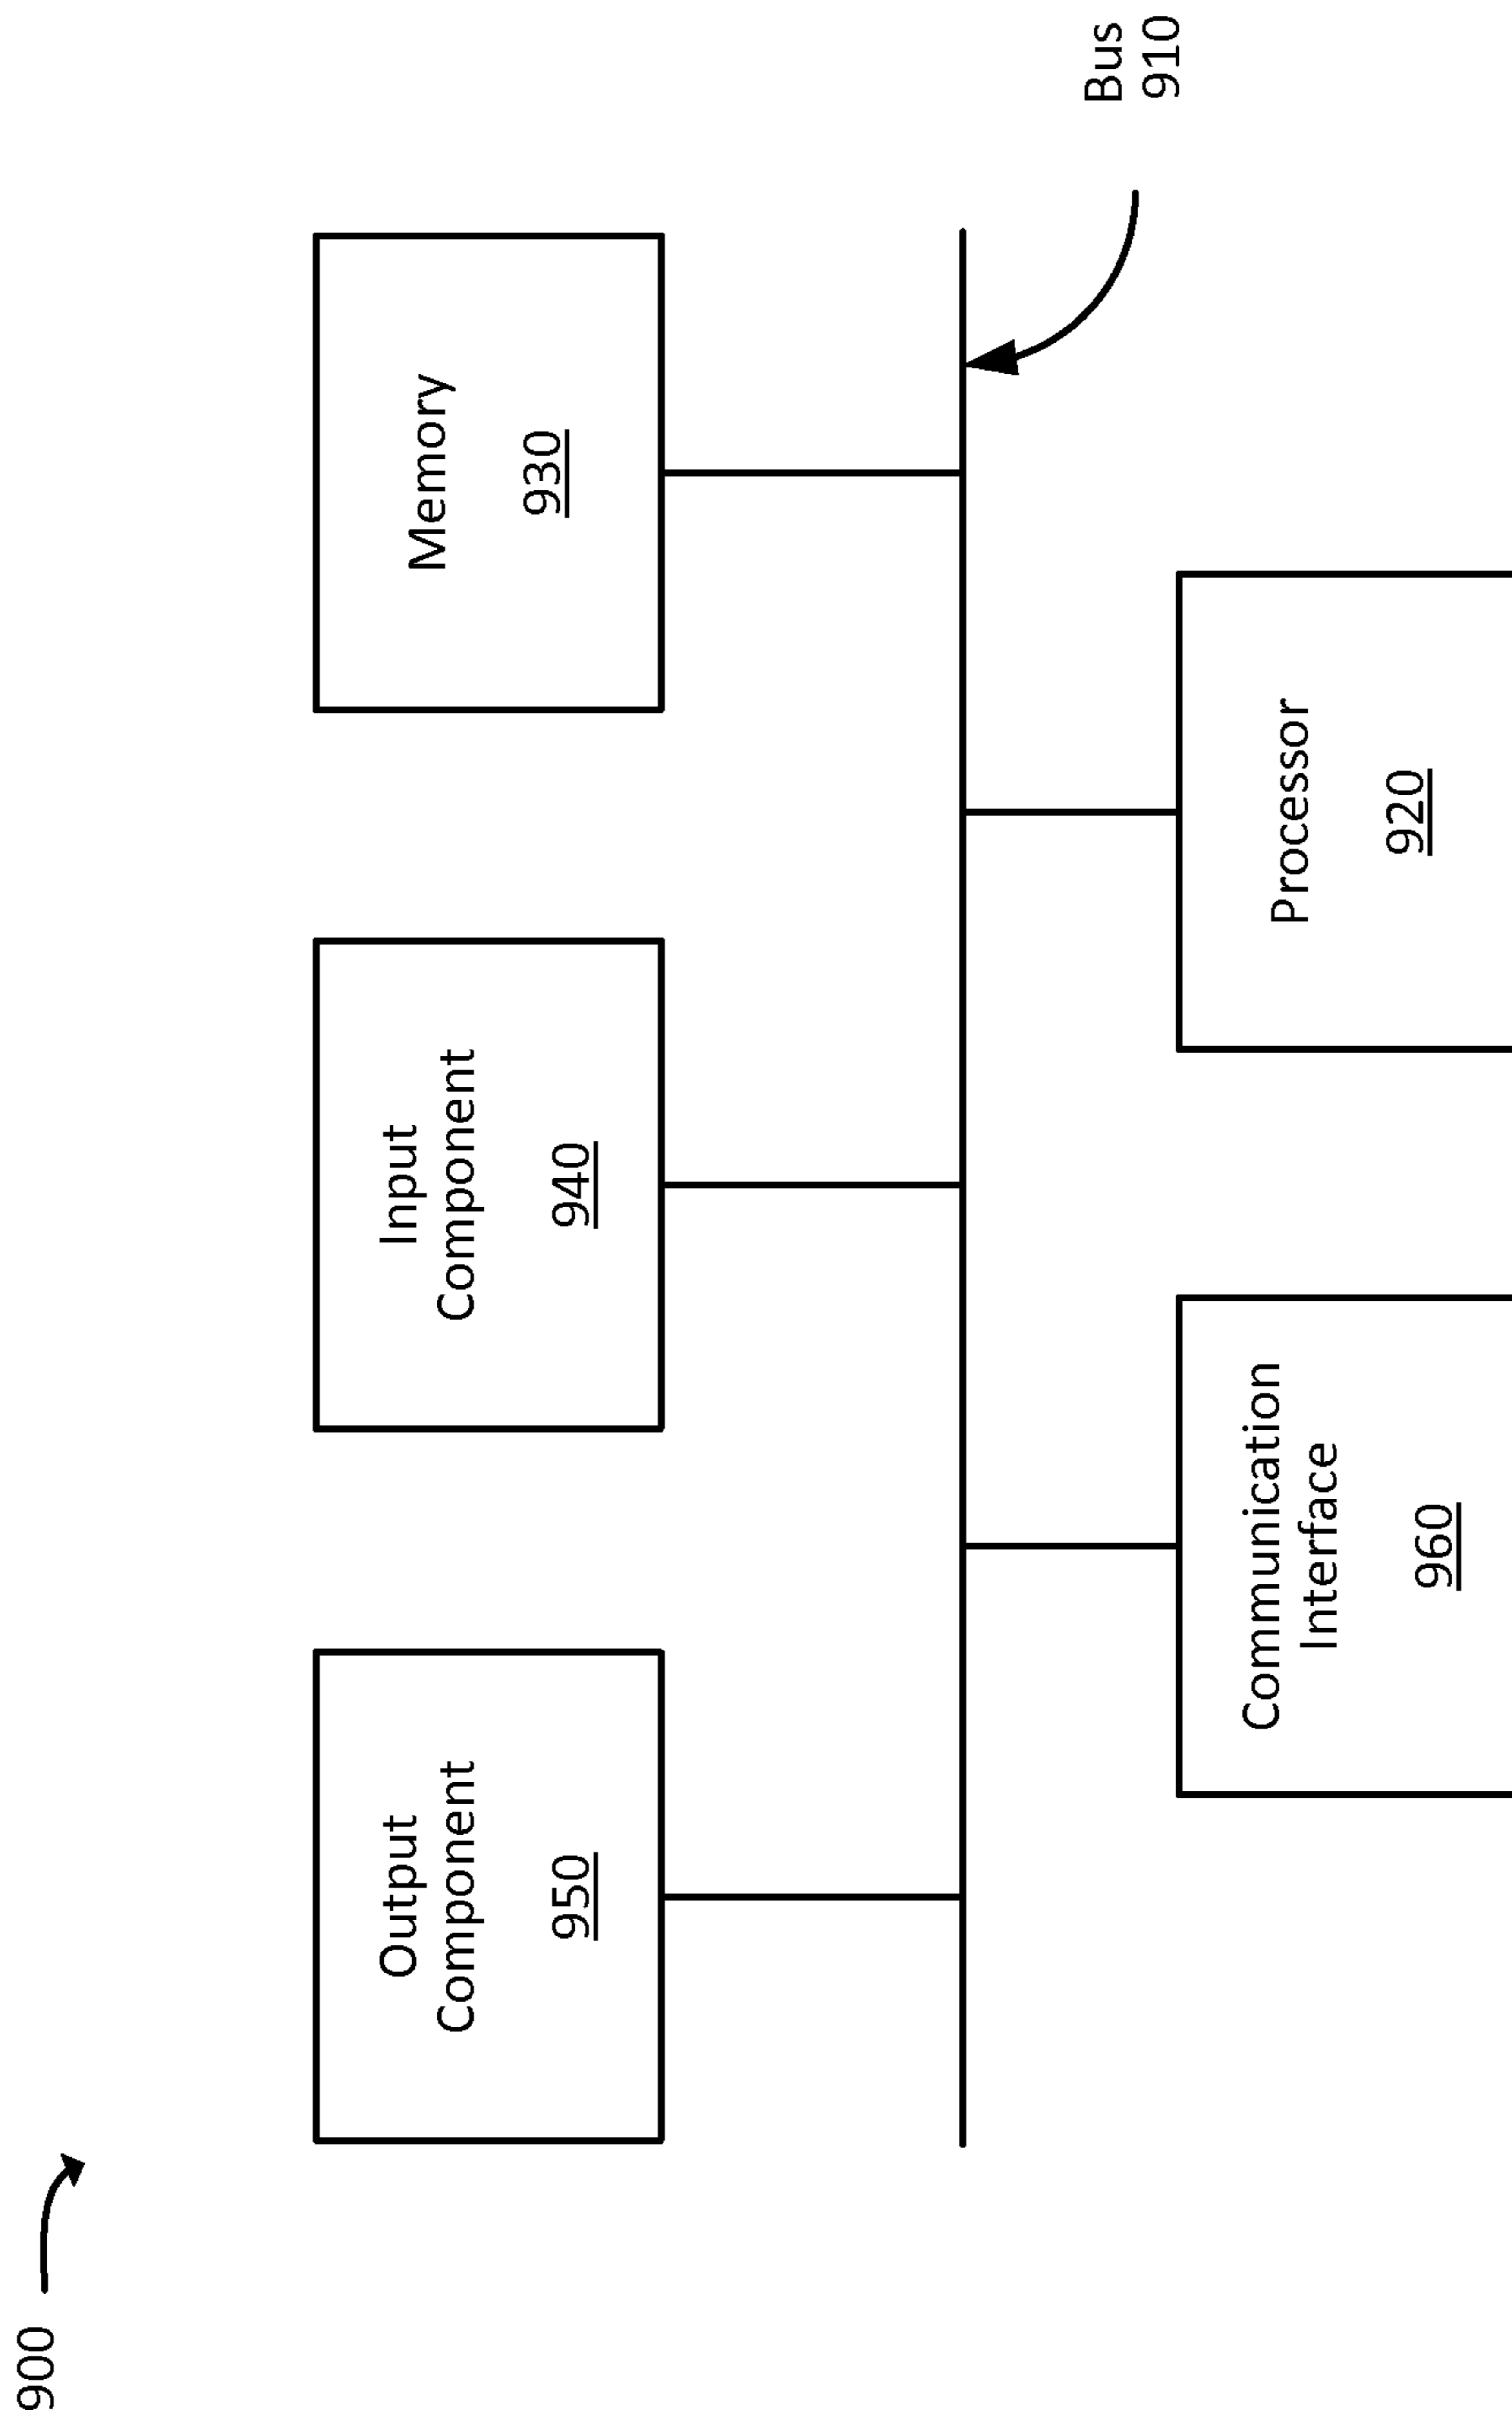 900
Output
Component
950
Input
Component
940
Memory
930
Bus
910
Communication
Interface
960
Processor
920